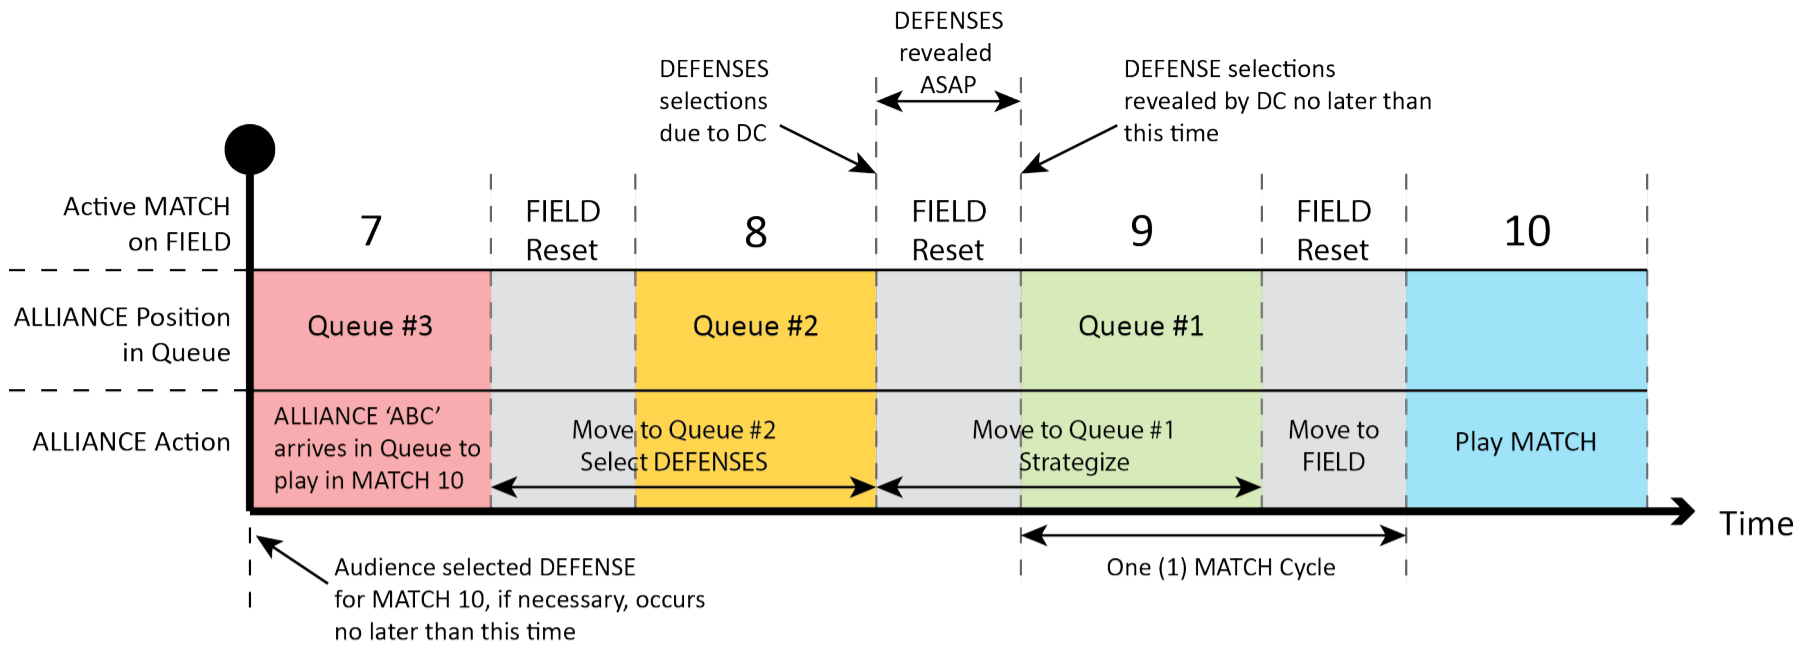 DEFENSES
revealed
ASAP
DEFENSES
selections
due to DC
DEFENSE selections
revealed by DC no later than
this time
Active MATCH
on FIELD
7
FIELD
Reset
8
FIELD
Reset
9
FIELD
Reset
10
ALLIANCE Position
in Queue
Queue #3
Queue #2
Queue #1
ALLIANCE Action
ALLIANCE ‘ABC’
arrives in Queue to
play in MATCH 10
Move to Queue #2
Select DEFENSES
Move to Queue #1
Strategize
Move to
FIELD
Play MATCH
Time
Audience selected DEFENSE
for MATCH 10, if necessary, occurs
no later than this time
One (1) MATCH Cycle